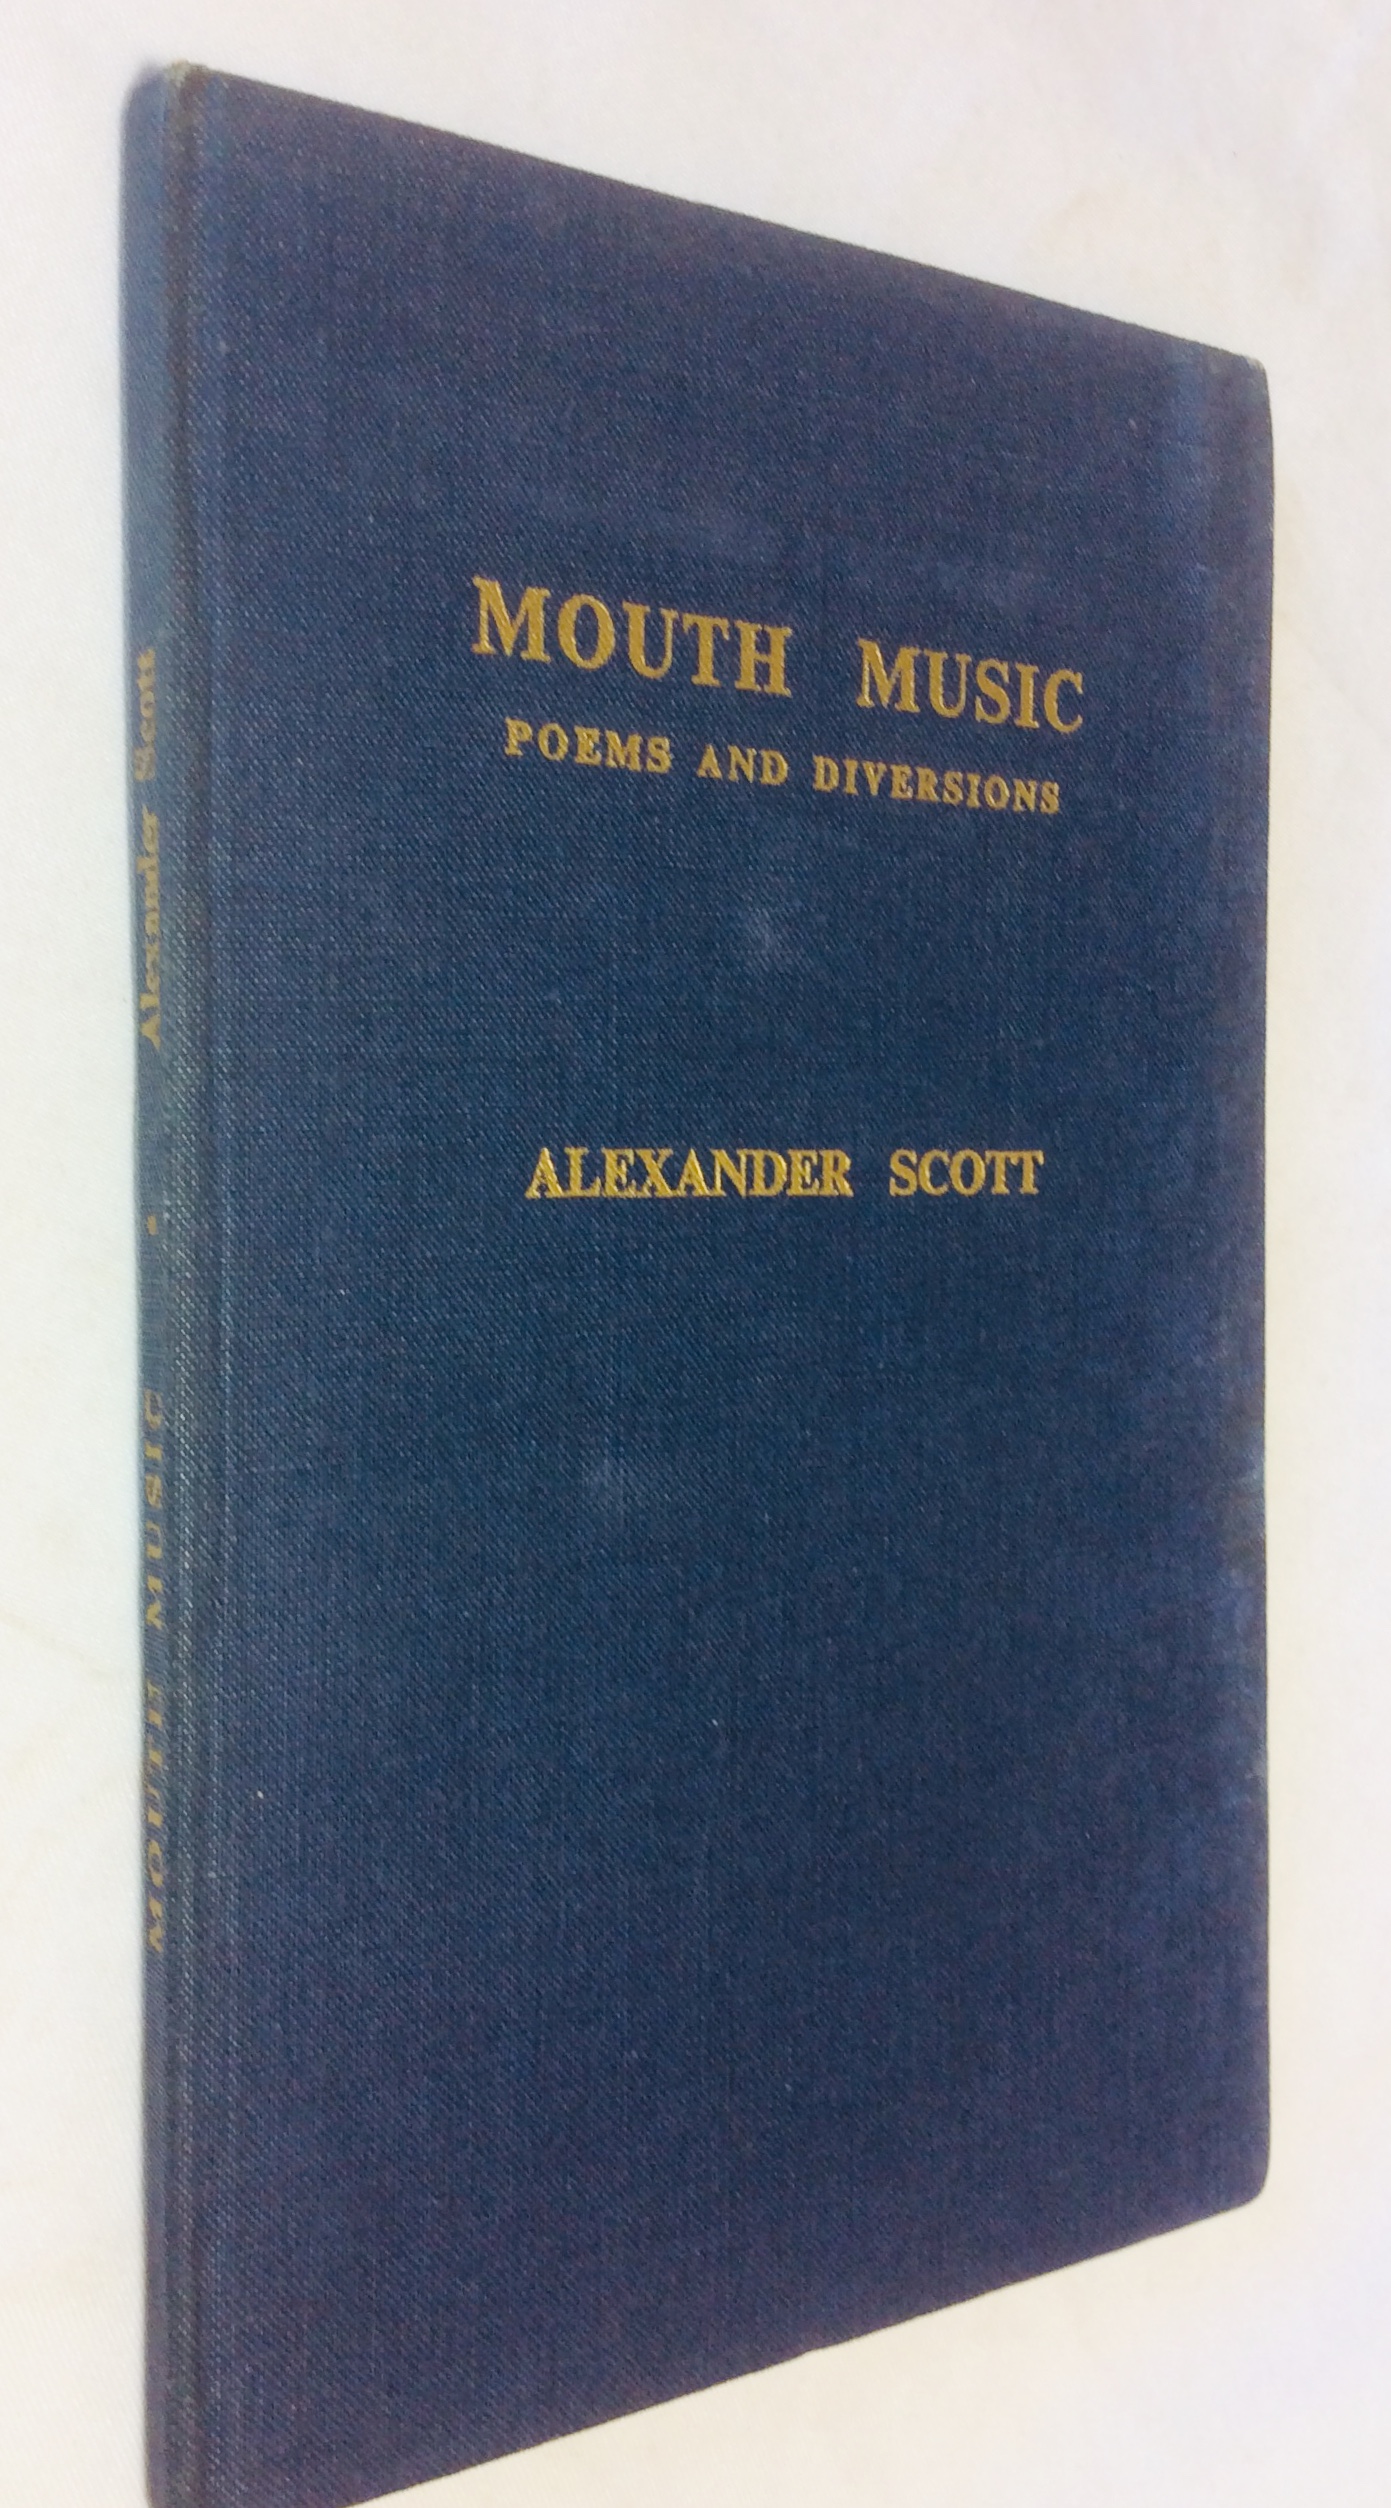 MOUTH MUSIC
POEMS AND DIVERSIONS
ALEXANDER SCOTT
MOUTH MUSIC • Alexander Scott